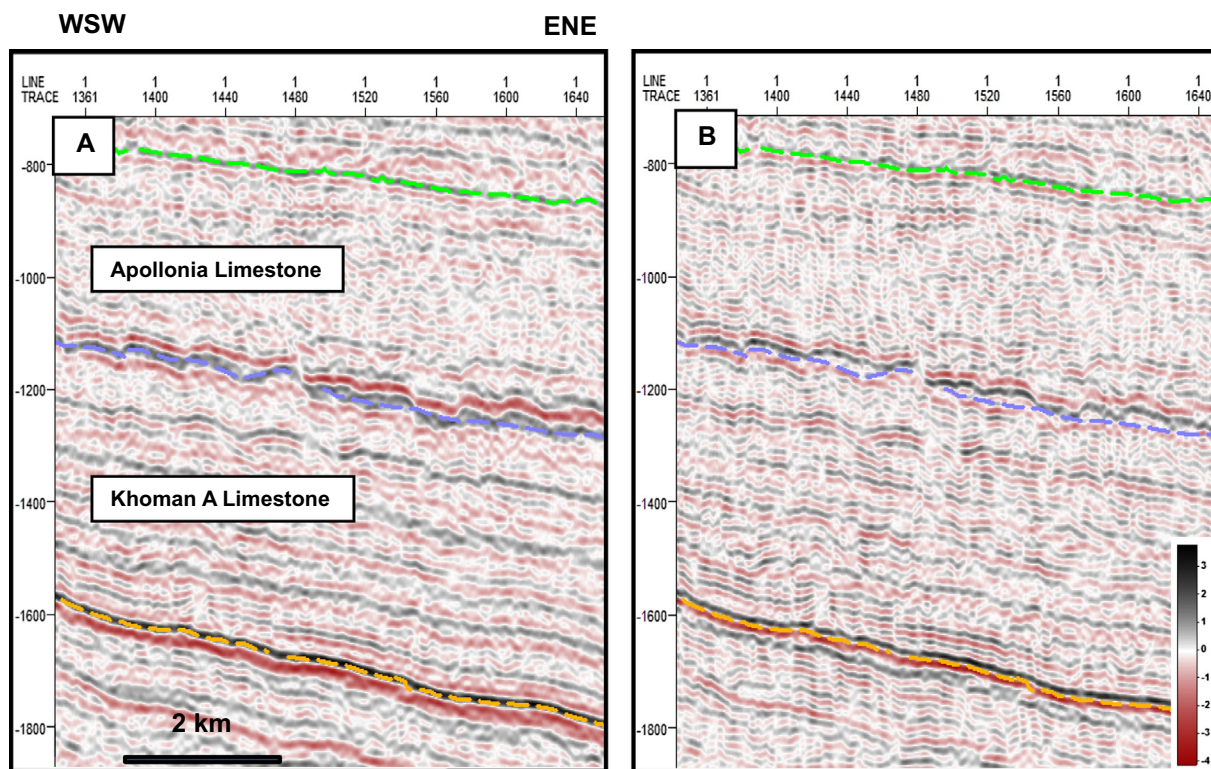 WSW ENE
LINE 1 1 1 1 1 1 1 1
TRACE 1361 1400 1440 1480 1520 1560 1600 1640
A
-800
Apollonia Limestone
-1000
-1200
-1400
Khoman A Limestone
-1600
-1800
2 km
LINE 1 1 1 1 1 1 1 1
TRACE 1361 1400 1440 1480 1520 1560 1600 1640
B
-800
-1000
-1200
-1400
-1600
-1800
3
2
1
0
-1
-2
-3
-4